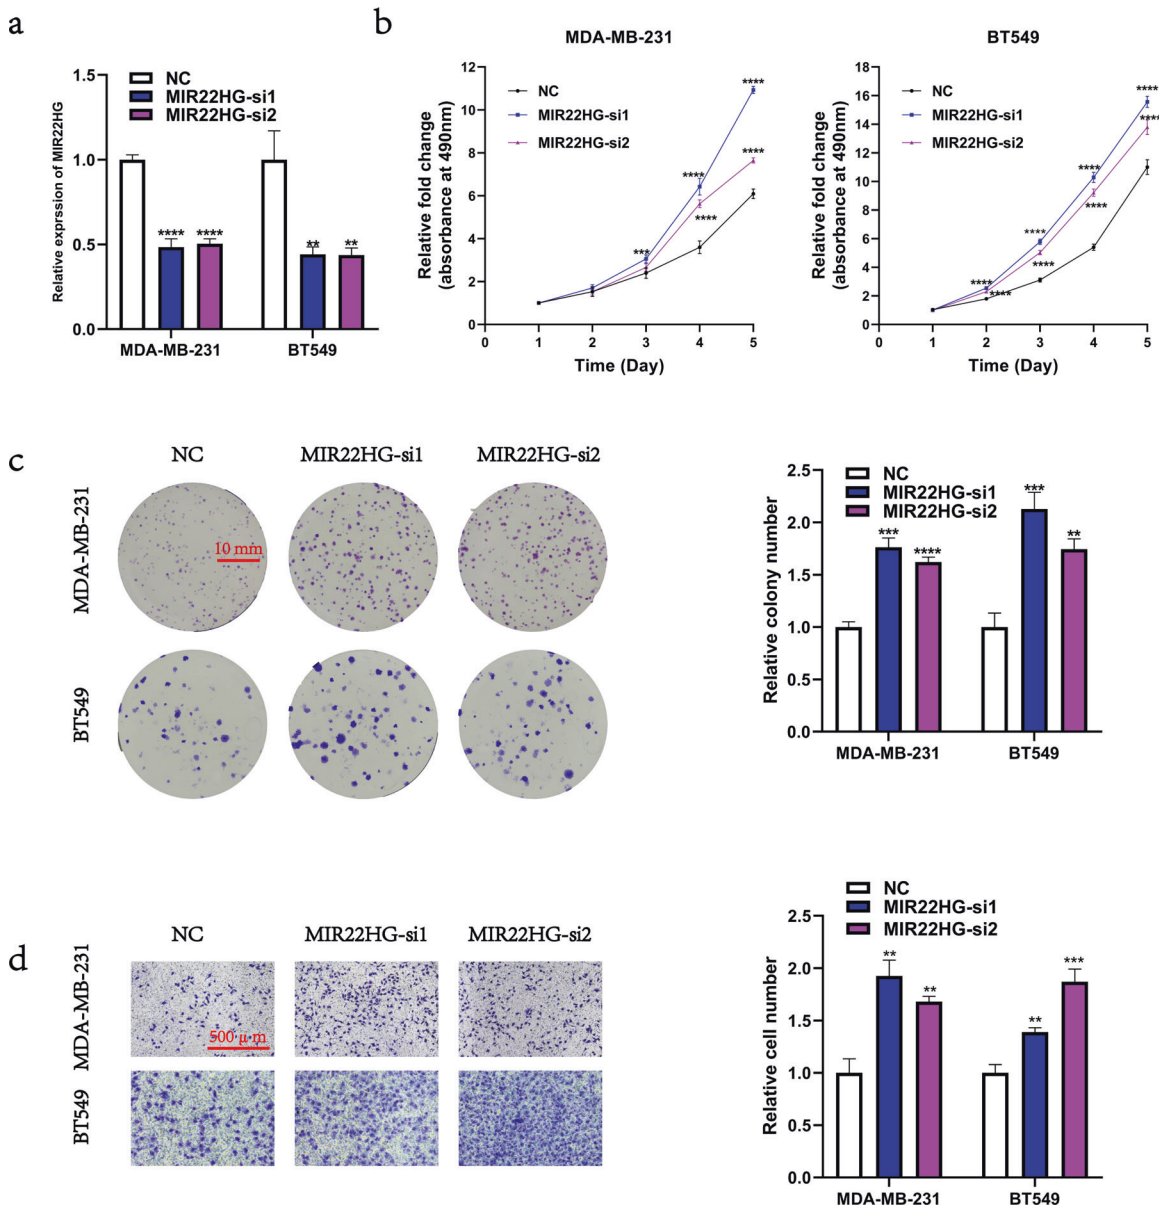 a
NC
MIR22HG-si1
MIR22HG-si2
Relative exprssion of MIR22HG
1.5
1.0
0.5
0.0
****
****
**
**
MDA-MB-231
BT549
b
MDA-MB-231
Relative fold change
(absorbance at 490nm)
12
10
8
6
4
2
0
NC
MIR22HG-si1
MIR22HG-si2
***
****
****
****
****
0
1
2
3
4
5
Time (Day)
BT549
Relative fold change
(absorbance at 490nm)
18
16
14
12
10
8
6
4
2
0
NC
MIR22HG-si1
MIR22HG-si2
****
****
****
****
****
****
****
****
0
1
2
3
4
5
Time (Day)
c
NC
MIR22HG-si1
MIR22HG-si2
MDA-MB-231
10 mm
BT549
NC
MIR22HG-si1
MIR22HG-si2
Relative colony number
2.5
2.0
1.5
1.0
0.5
0.0
***
****
***
**
MDA-MB-231
BT549
d
NC
MIR22HG-si1
MIR22HG-si2
MDA-MB-231
500 μm
BT549
NC
MIR22HG-si1
MIR22HG-si2
Relative cell number
2.5
2.0
1.5
1.0
0.5
0.0
**
**
**
***
MDA-MB-231
BT549